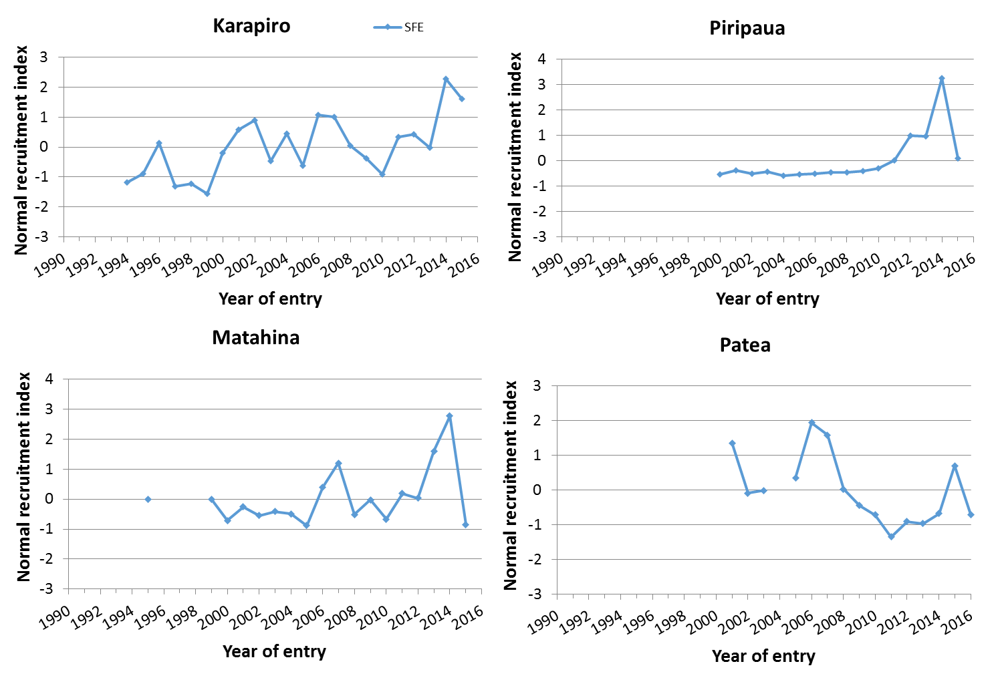 Karapiro
SFE
Normal recruitment index
3
2
1
0
-1
-2
-3
1990 1992 1994 1996 1998 2000 2002 2004 2006 2008 2010 2012 2014 2016
Year of entry
Piripaua
Normal recruitment index
4
3
2
1
0
-1
-2
-3
1990 1992 1994 1996 1998 2000 2002 2004 2006 2008 2010 2012 2014 2016
Year of entry
Matahina
Normal recruitment index
4
3
2
1
0
-1
-2
-3
1990 1992 1994 1996 1998 2000 2002 2004 2006 2008 2010 2012 2014 2016
Year of entry
Patea
Normal recruitment index
3
2
1
0
-1
-2
-3
1990 1992 1994 1996 1998 2000 2002 2004 2006 2008 2010 2012 2014 2016
Year of entry